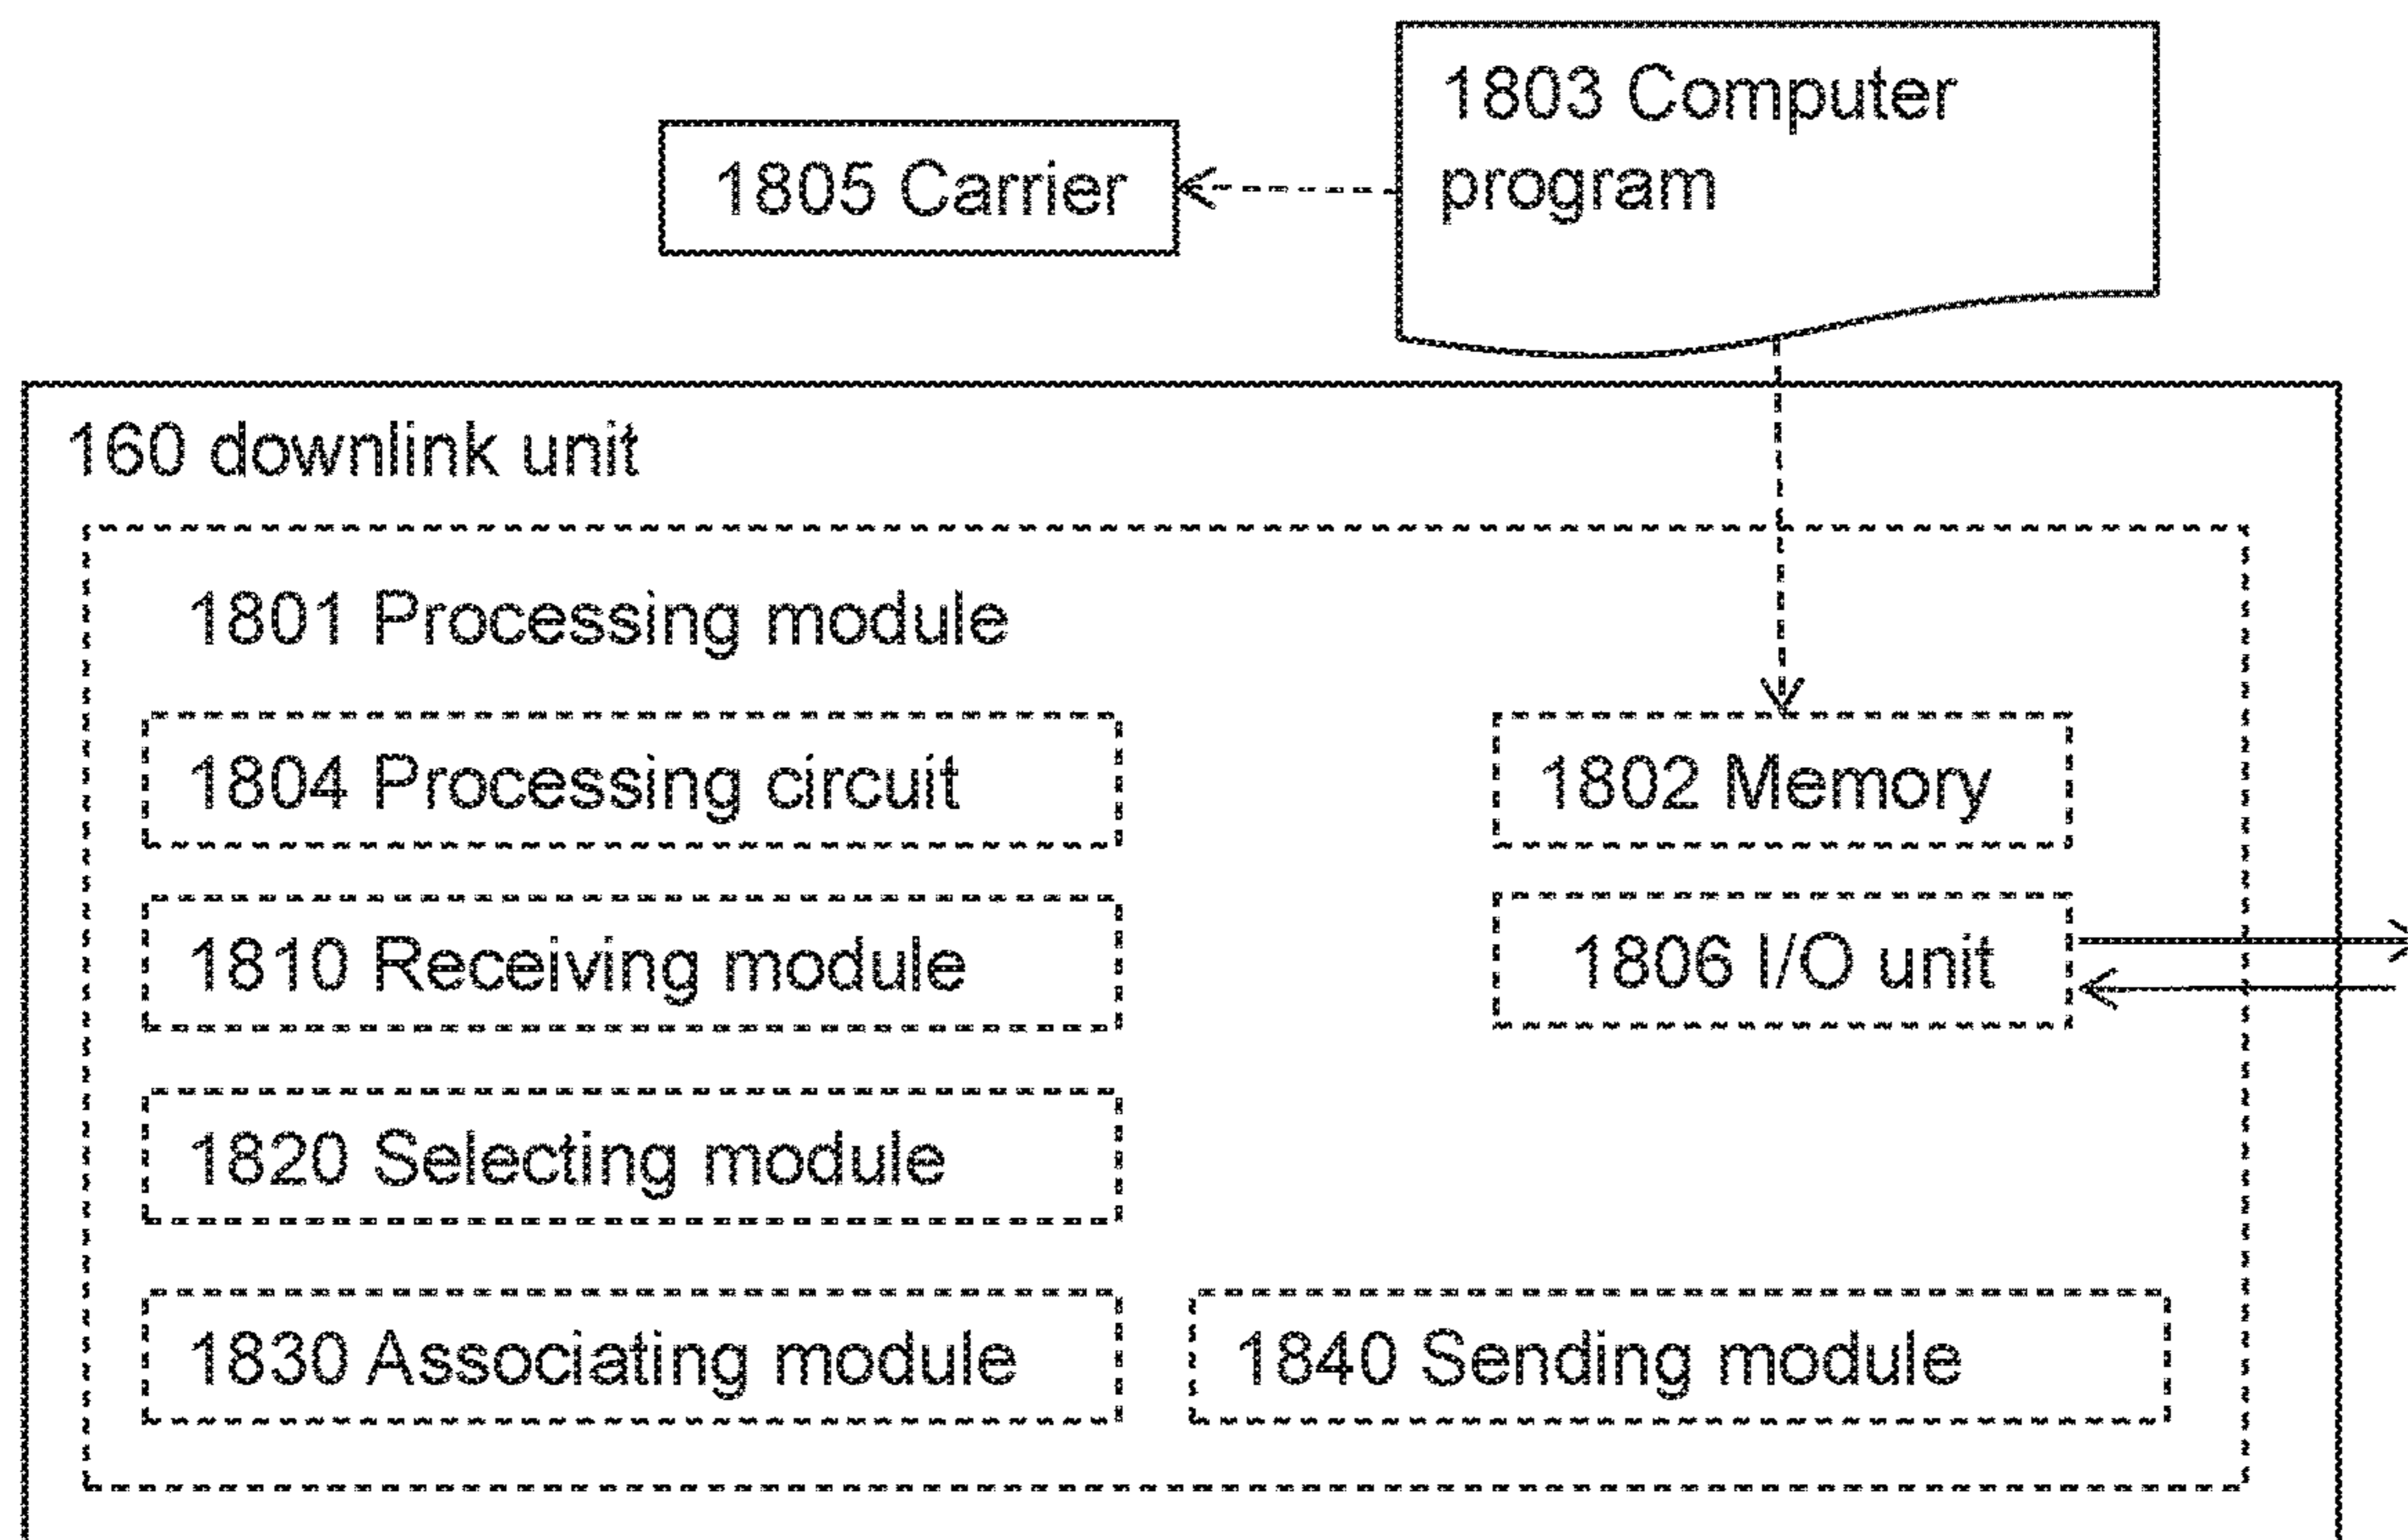 1803 Computer
program
1805 Carrier
160 downlink unit
1801 Processing module
1804 Processing circuit
1802 Memory
1810 Receiving module
1806 I/O unit
1820 Selecting module
1830 Associating module
1840 Sending module